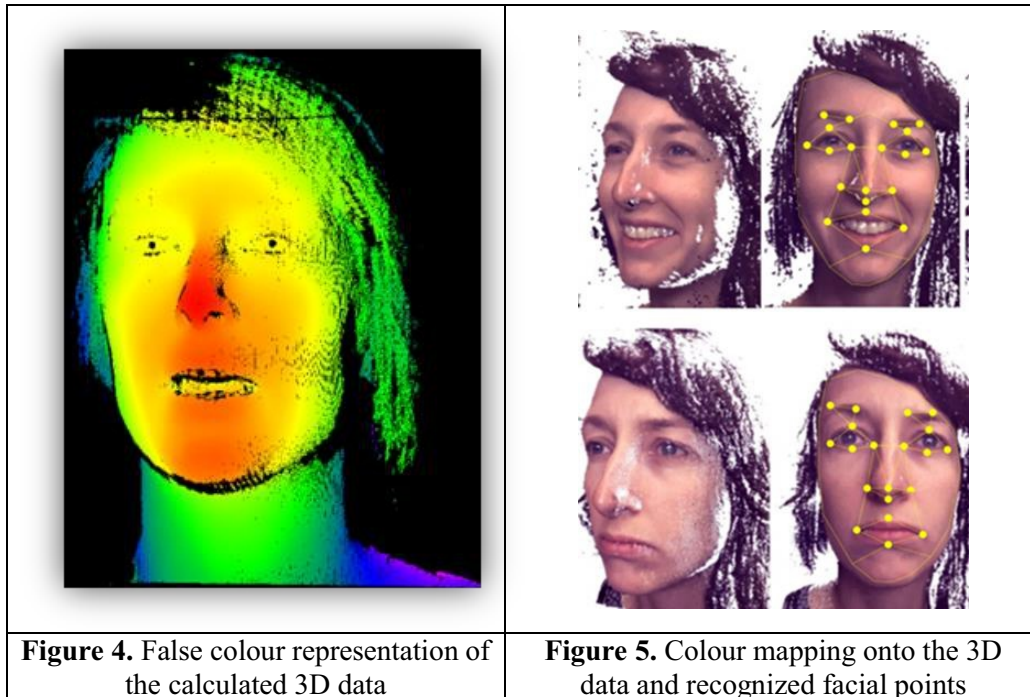 Figure 4. False colour representation of
the calculated 3D data
Figure 5. Colour mapping onto the 3D
data and recognized facial points